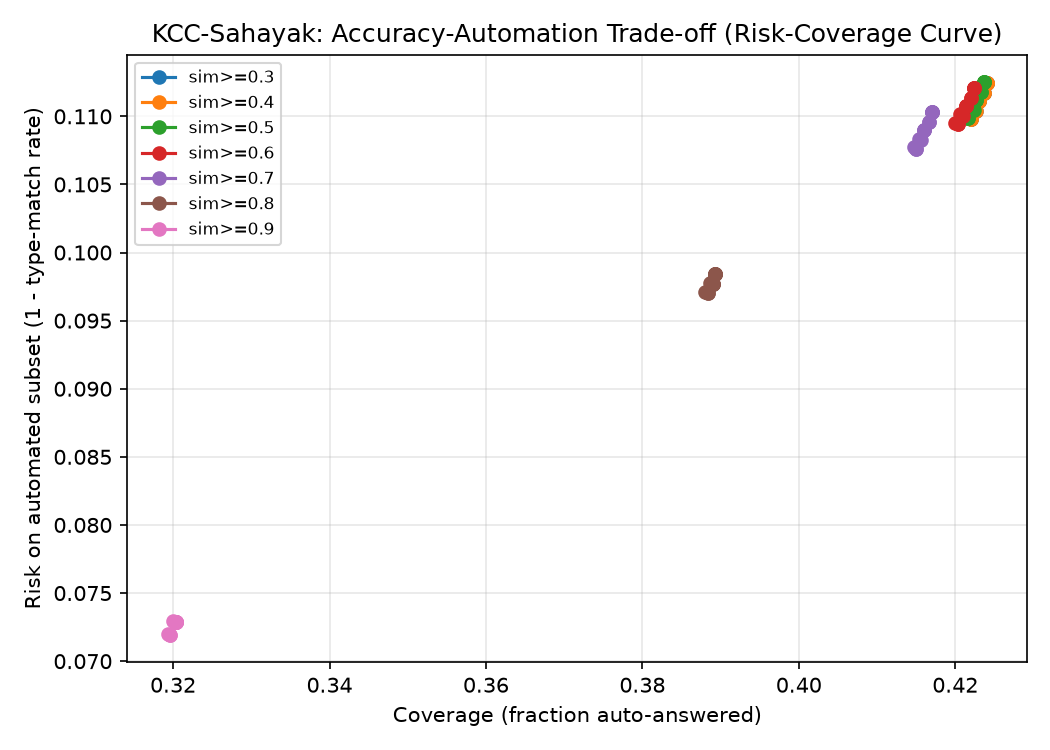 KCC-Sahayak: Accuracy-Automation Trade-off (Risk-Coverage Curve)
sim>=0.3
sim>=0.4
sim>=0.5
sim>=0.6
sim>=0.7
sim>=0.8
sim>=0.9
Risk on automated subset (1 - type-match rate)
0.110
0.105
0.100
0.095
0.090
0.085
0.080
0.075
0.070
0.32 0.34 0.36 0.38 0.40 0.42
Coverage (fraction auto-answered)